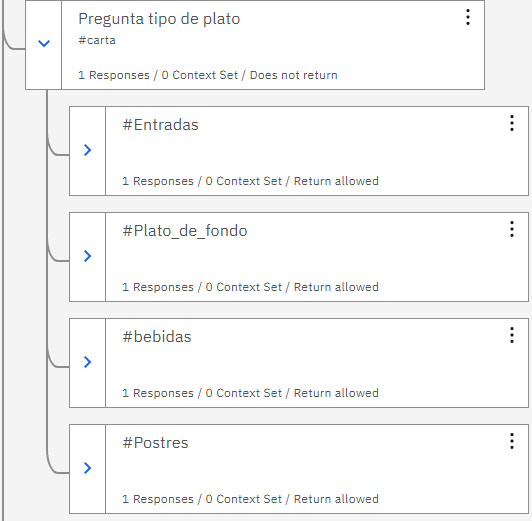 Pregunta tipo de plato
#carta
1 Responses / 0 Context Set / Does not return
#Entradas
1 Responses / 0 Context Set / Return allowed
#Plato_de_fondo
1 Responses / 0 Context Set / Return allowed
#bebidas
1 Responses / 0 Context Set / Return allowed
#Postres
1 Responses / 0 Context Set / Return allowed